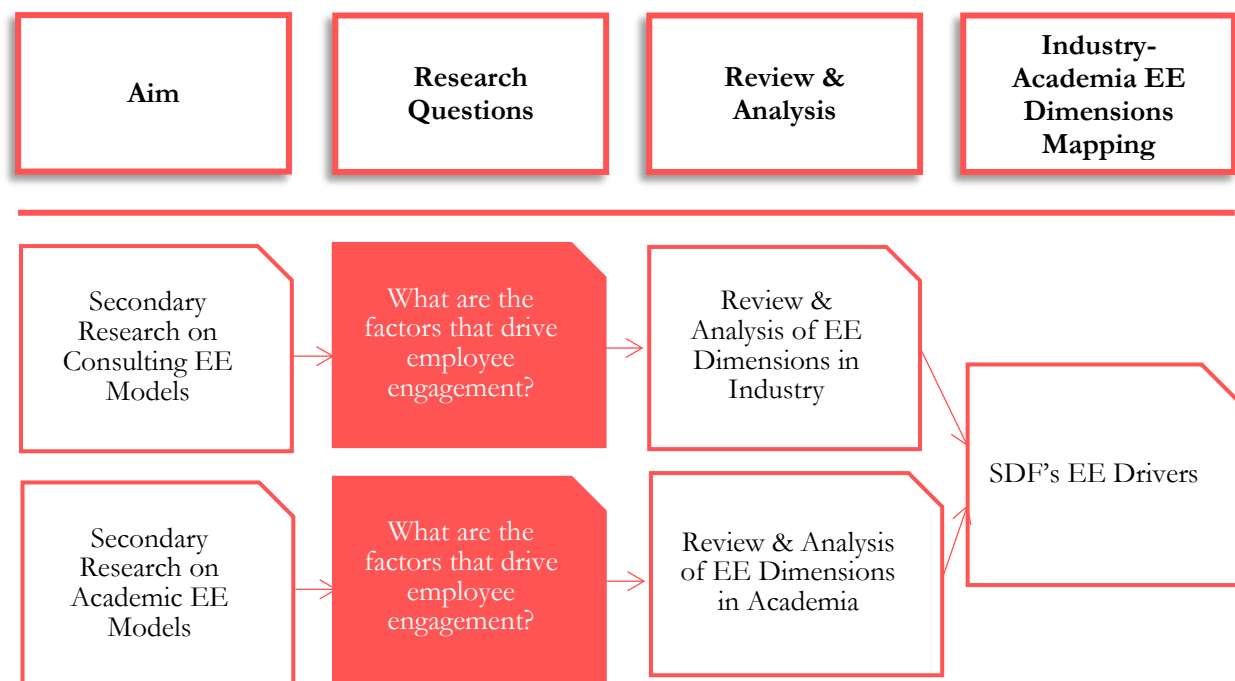 Aim
Research
Questions
Review &
Analysis
Industry-
Academia EE
Dimensions
Mapping
Secondary
Research on
Consulting EE
Models
What are the
factors that drive
employee
engagement?
Review &
Analysis of EE
Dimensions in
Industry
SDF's EE Drivers
Secondary
Research on
Academic EE
Models
What are the
factors that drive
employee
engagement?
Review & Analysis
of EE Dimensions
in Academia